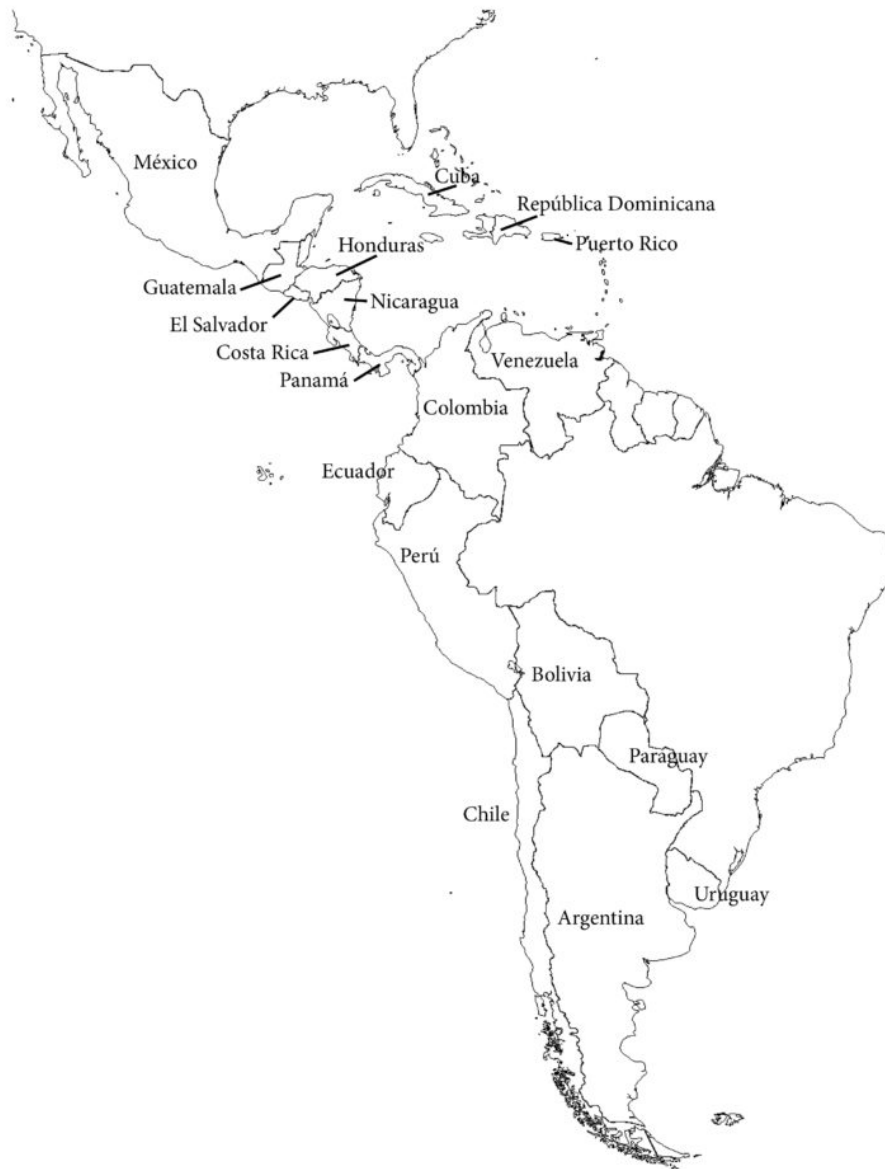 México
Cuba
República Dominicana
Honduras
Puerto Rico
Guatemala
Nicaragua
El Salvador
Costa Rica
Venezuela
Panamá
Colombia
Ecuador
Perú
Bolivia
Paraguay
Chile
Uruguay
Argentina